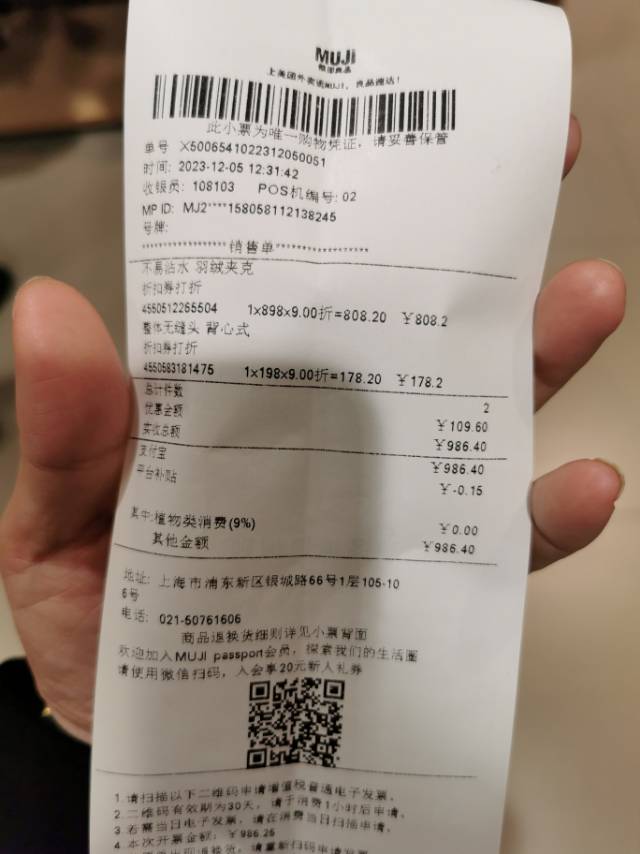 MUJI
無印良品
上美团外卖逛MUJI，良品速达！
此小票为唯一购物凭证，请妥善保管
单号 X50065410223120500S1
时间: 2023-12-05 12:31:42
收银员: 108103 POS机编号: 02
MP ID: MJ2****158058112138245
号牌:
****************销售单******************
不易沾水 羽绒夹克
折扣券打折
4550512265504 1x898x9.00折=808.20 ￥808.2
整体无缝头 背心式
折扣券打折
4550583181475 1x198x9.00折=178.20 ￥178.2
总计件数 2
优惠金额 ￥109.60
实收总额 ￥986.40
支付宝 ￥986.40
平台补贴 ￥-0.15
其中:植物类消费(9%) ￥0.00
其他金额 ￥986.40
地址: 上海市浦东新区银城路66号1层105-10
6号
电话: 021-50761606
商品退换货细则详见小票背面
欢迎加入MUJI passport会员，探索我们的生活圈
请使用微信扫码，入会享20元新人礼券
1.请扫描以下二维码申请增值税普通电子发票。
2.二维码有效期为30天，请于消费1小时后申请。
3.若需当日电子发票，请在消费当日扫描申请。
4.本次开票金额: ￥986.25